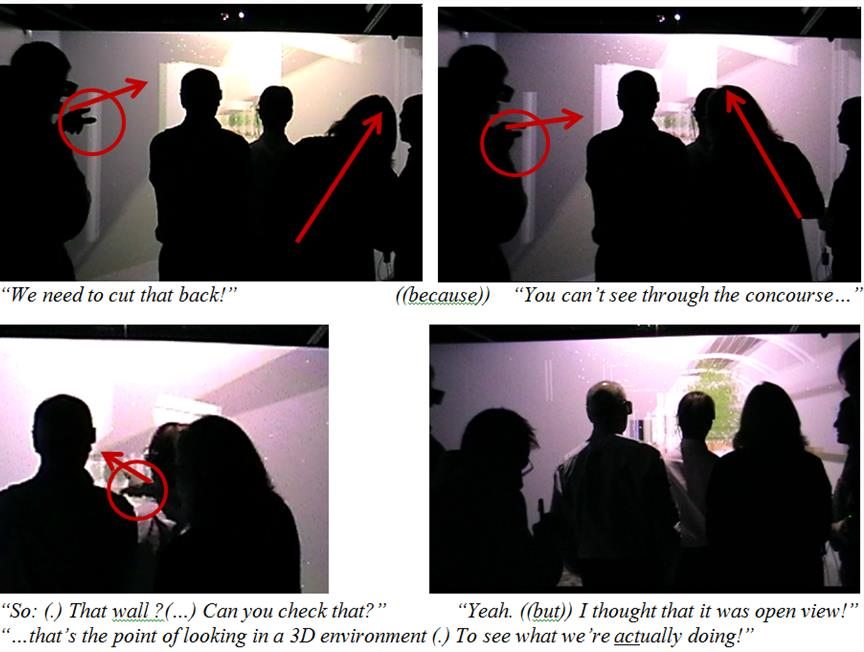 “We need to cut that back!” ((because)) “You can’t see through the concourse…”
“So: (.) That wall ?(…) Can you check that?” “Yeah. ((but)) I thought that it was open view!”
“…that’s the point of looking in a 3D environment (.) To see what we’re actually doing!”